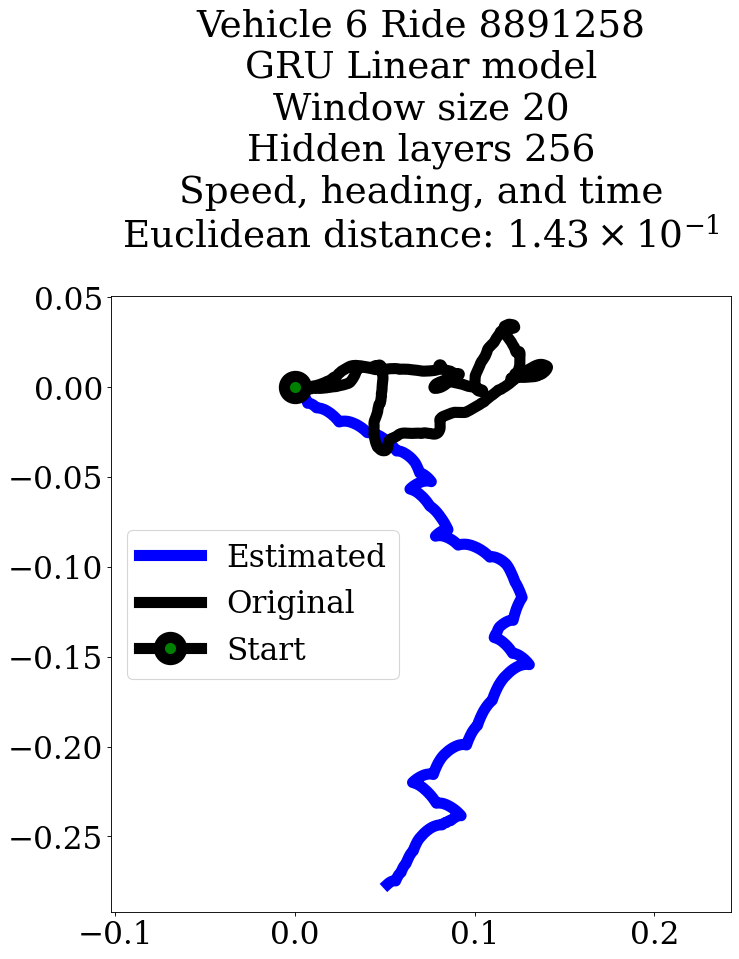 Vehicle 6 Ride 8891258
GRU Linear model
Window size 20
Hidden layers 256
Speed, heading, and time
Euclidean distance: 1.43 × 10⁻¹
0.05
0.00
−0.05
−0.10
−0.15
−0.20
−0.25
Estimated
Original
Start
−0.1
0.0
0.1
0.2